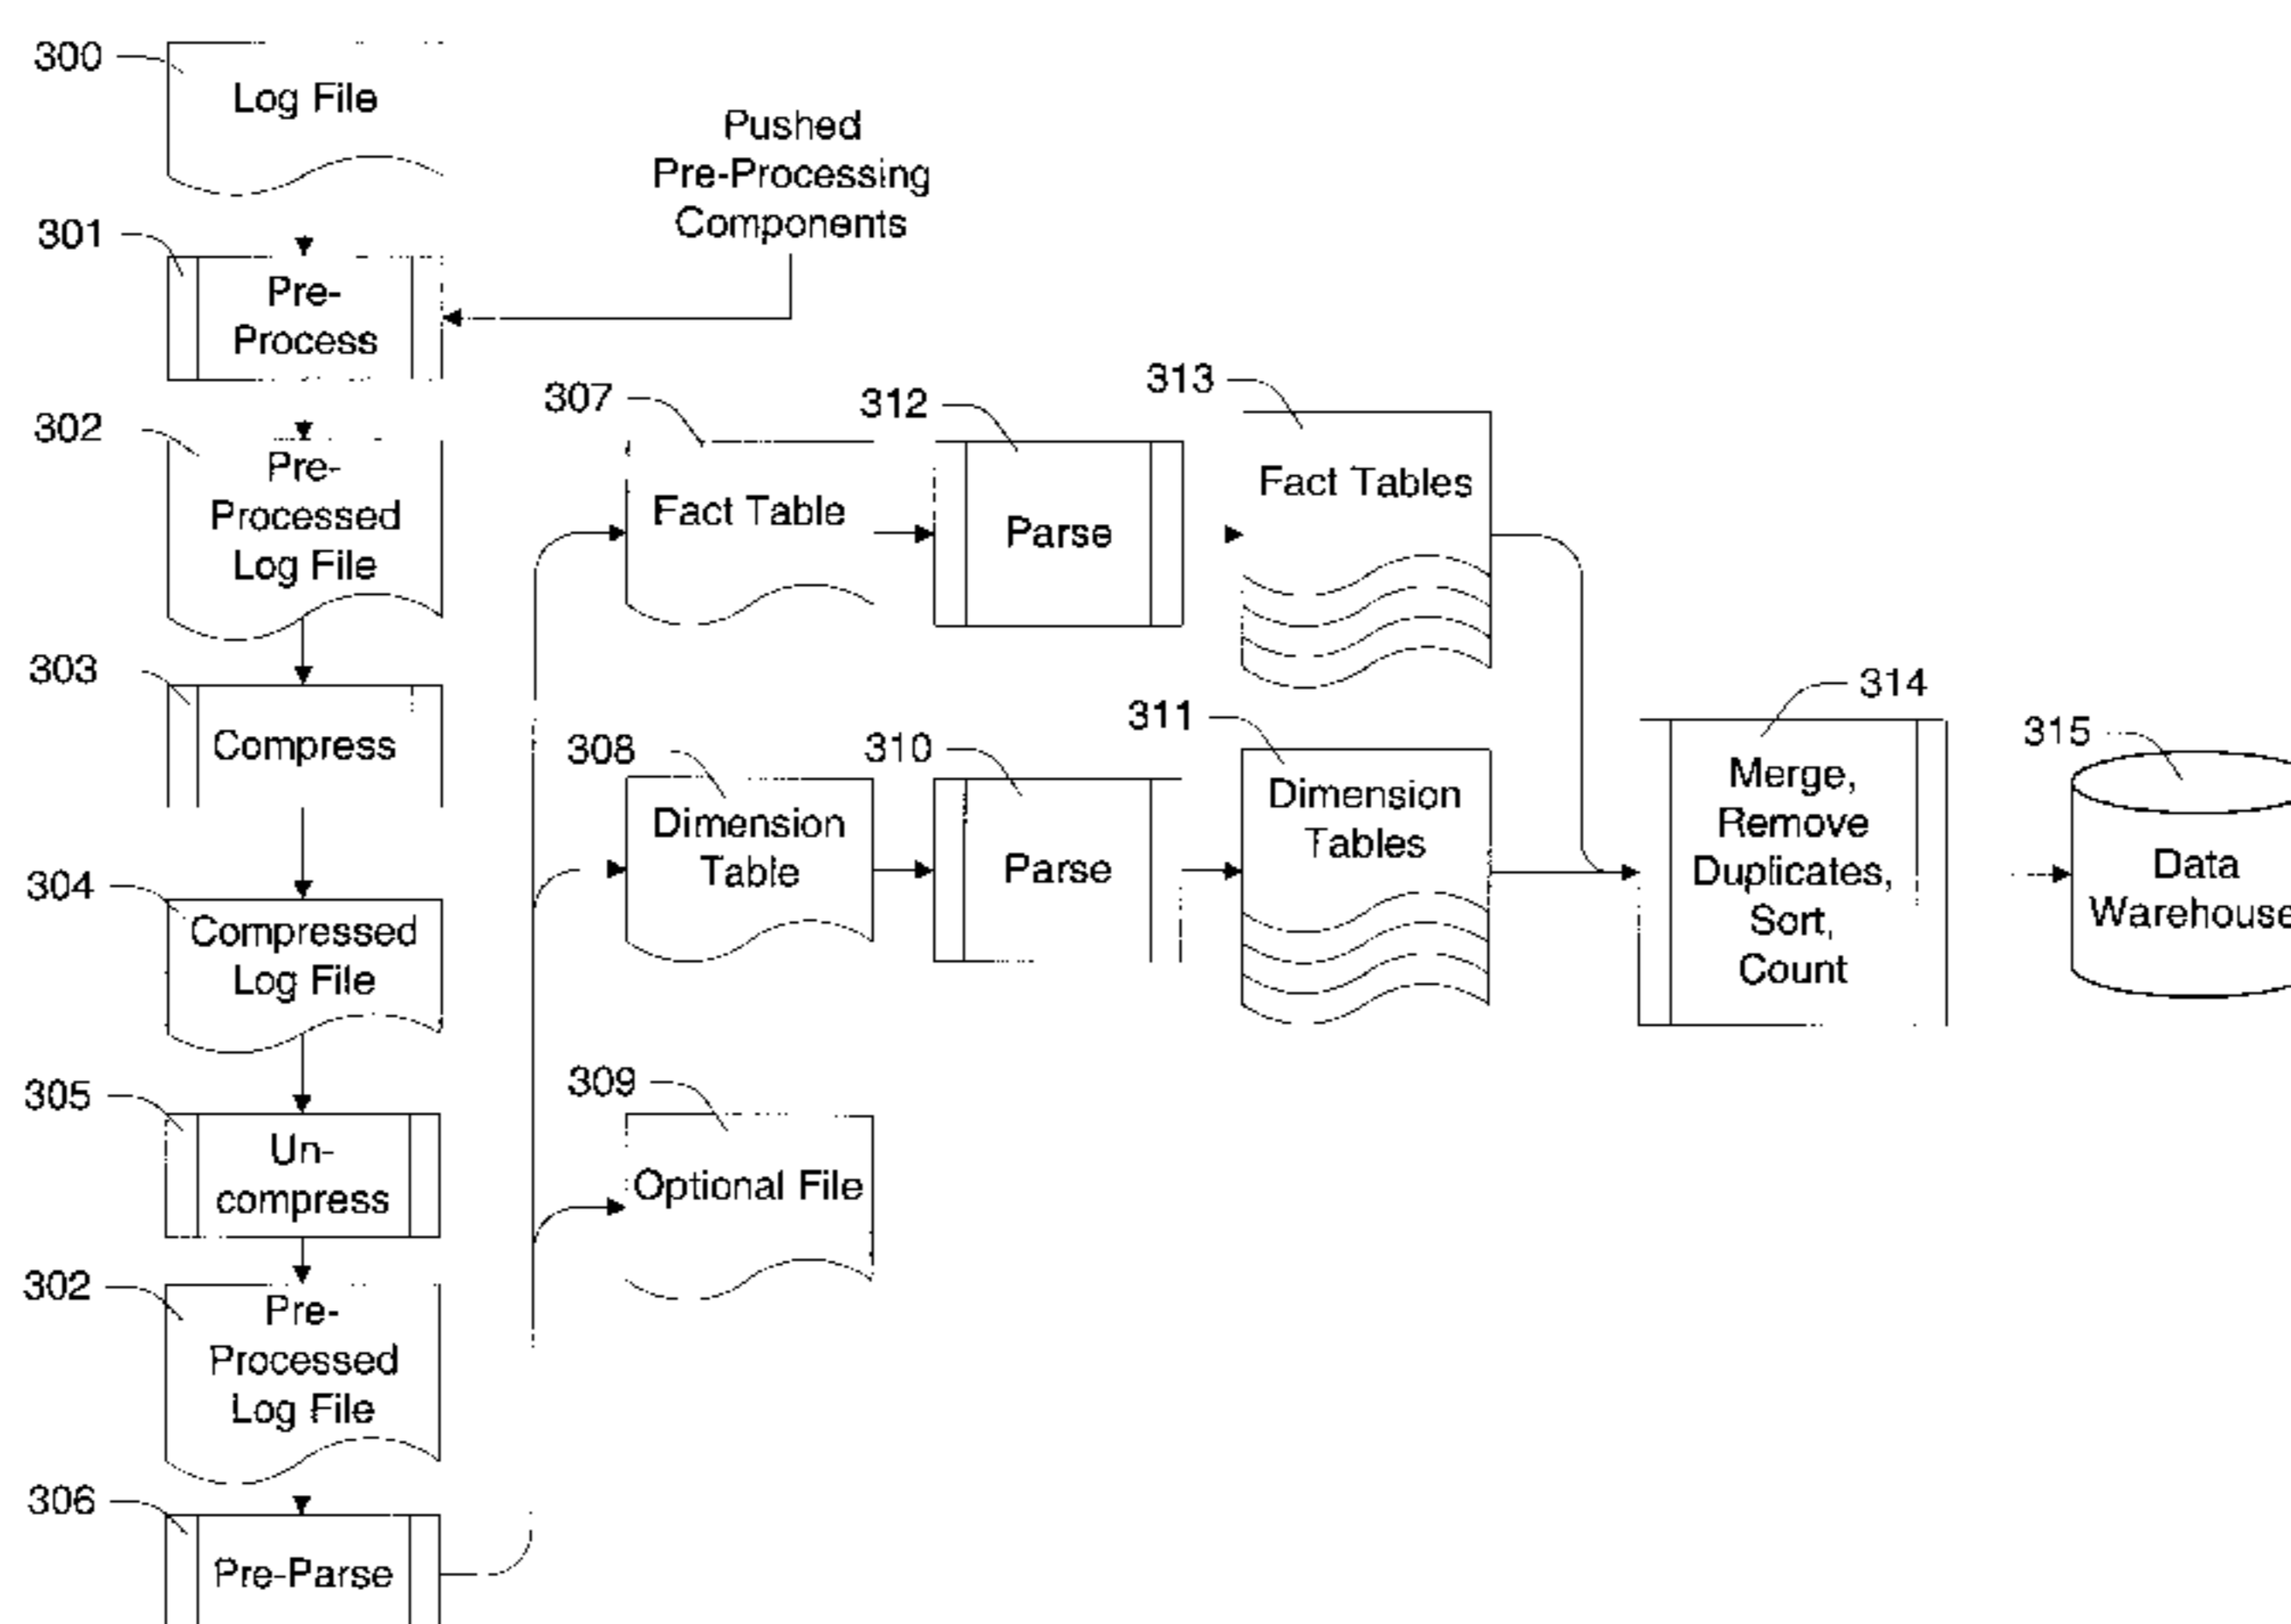 300
Log File
Pushed
Pre-Processing
Components
301
Pre-
Process
302
Pre-
Processed
Log File
303
Compress
304
Compressed
Log File
305
Un-
compress
302
Pre-
Processed
Log File
306
Pre-Parse
307
Fact Table
312
Parse
313
Fact Tables
308
Dimension
Table
310
Parse
311
Dimension
Tables
309
Optional File
314
Merge,
Remove
Duplicates,
Sort,
Count
315
Data
Warehouse